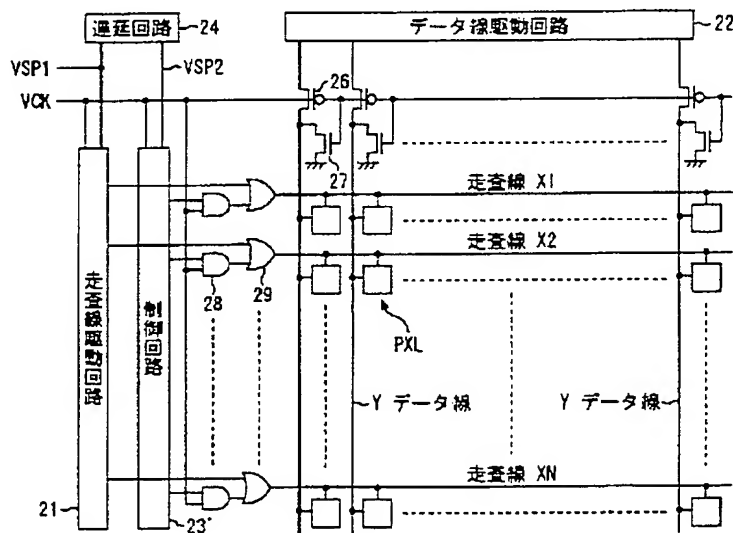 遅延回路
24
データ線駆動回路
22
VSP1
VSP2
VCK
26
27
走査線 X1
走査線 X2
28
29
PXL
走査線駆動回路
制御回路
Y データ線
Y データ線
走査線 XN
21
23'